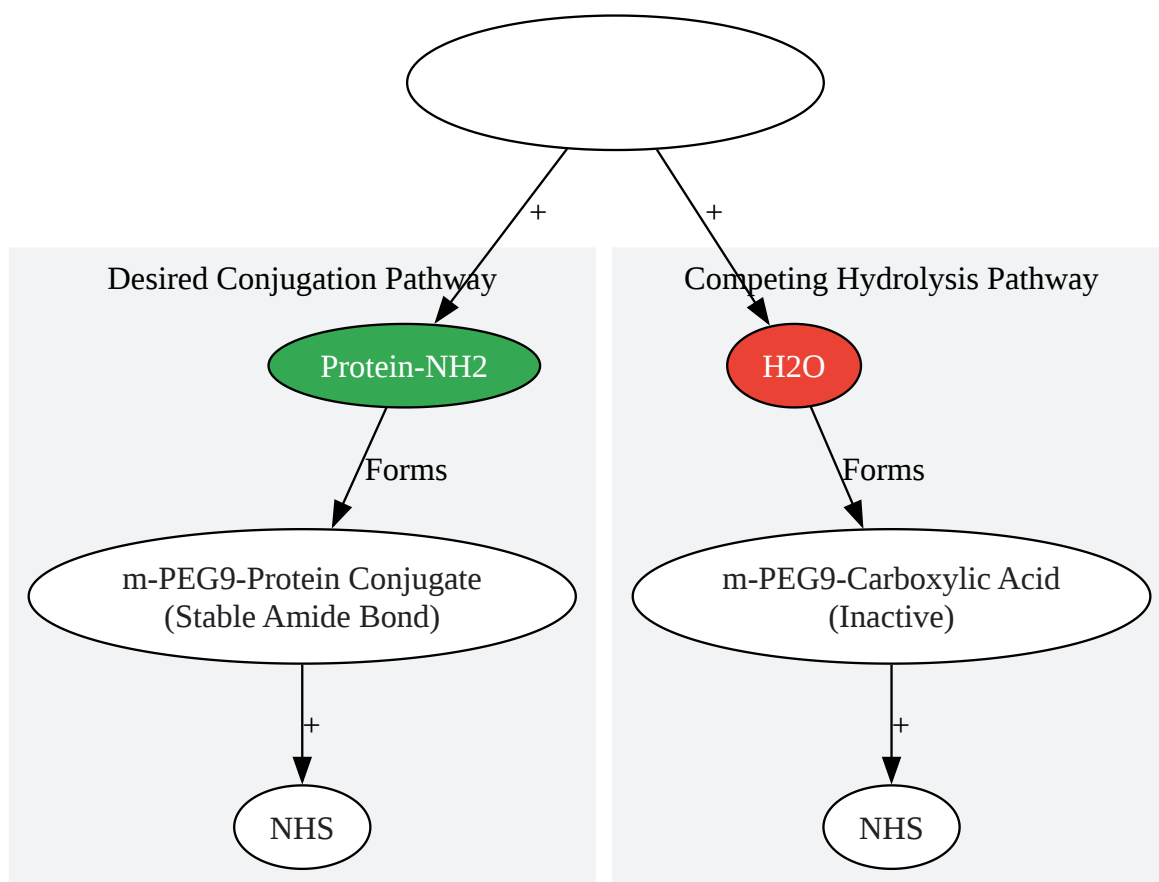 +
+
Desired Conjugation Pathway
Competing Hydrolysis Pathway
Protein-NH2
H2O
Forms
Forms
m-PEG9-Protein Conjugate
(Stable Amide Bond)
m-PEG9-Carboxylic Acid
(Inactive)
+
+
NHS
NHS